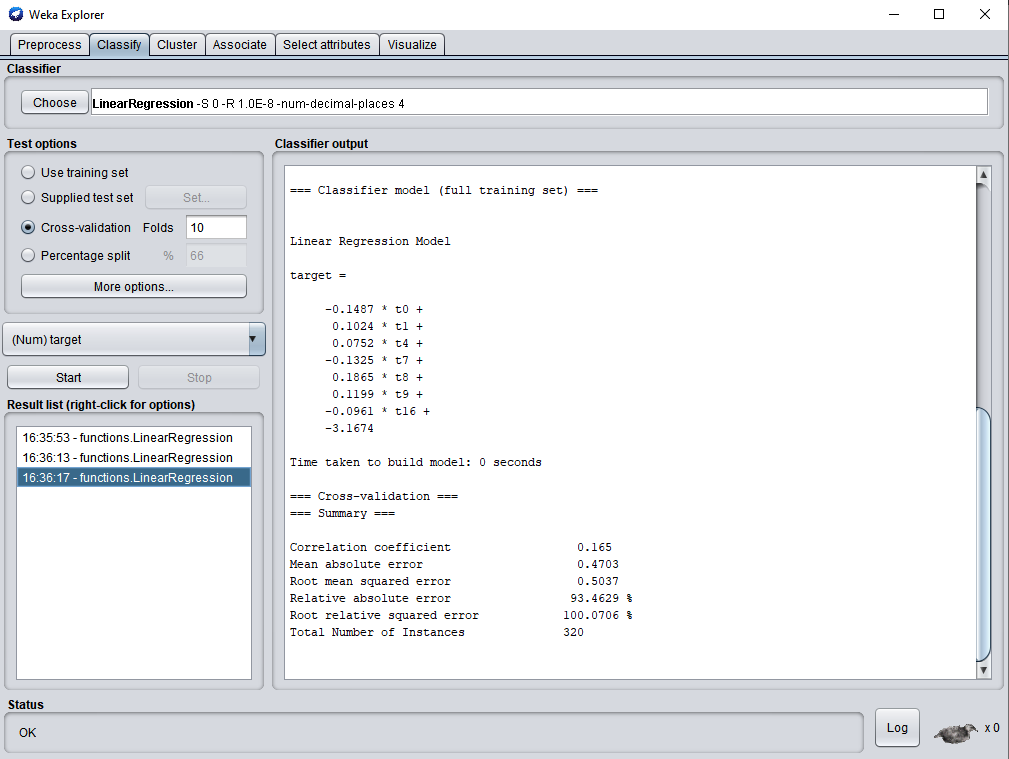 Weka Explorer
Preprocess Classify Cluster Associate Select attributes Visualize
Classifier
Choose LinearRegression -S 0 -R 1.0E-8 -num-decimal-places 4
Test options
Use training set
Supplied test set Set...
Cross-validation Folds 10
Percentage split % 66
More options...
(Num) target
Start Stop
Result list (right-click for options)
16:35:53 - functions.LinearRegression
16:36:13 - functions.LinearRegression
16:36:17 - functions.LinearRegression
Classifier output
=== Classifier model (full training set) ===
Linear Regression Model
target =
-0.1487 * t0 +
0.1024 * t1 +
0.0752 * t4 +
-0.1325 * t7 +
0.1865 * t8 +
0.1199 * t9 +
-0.0961 * t16 +
-3.1674
Time taken to build model: 0 seconds
=== Cross-validation ===
=== Summary ===
Correlation coefficient 0.165
Mean absolute error 0.4703
Root mean squared error 0.5037
Relative absolute error 93.4629 %
Root relative squared error 100.0706 %
Total Number of Instances 320
Status
OK
Log x 0